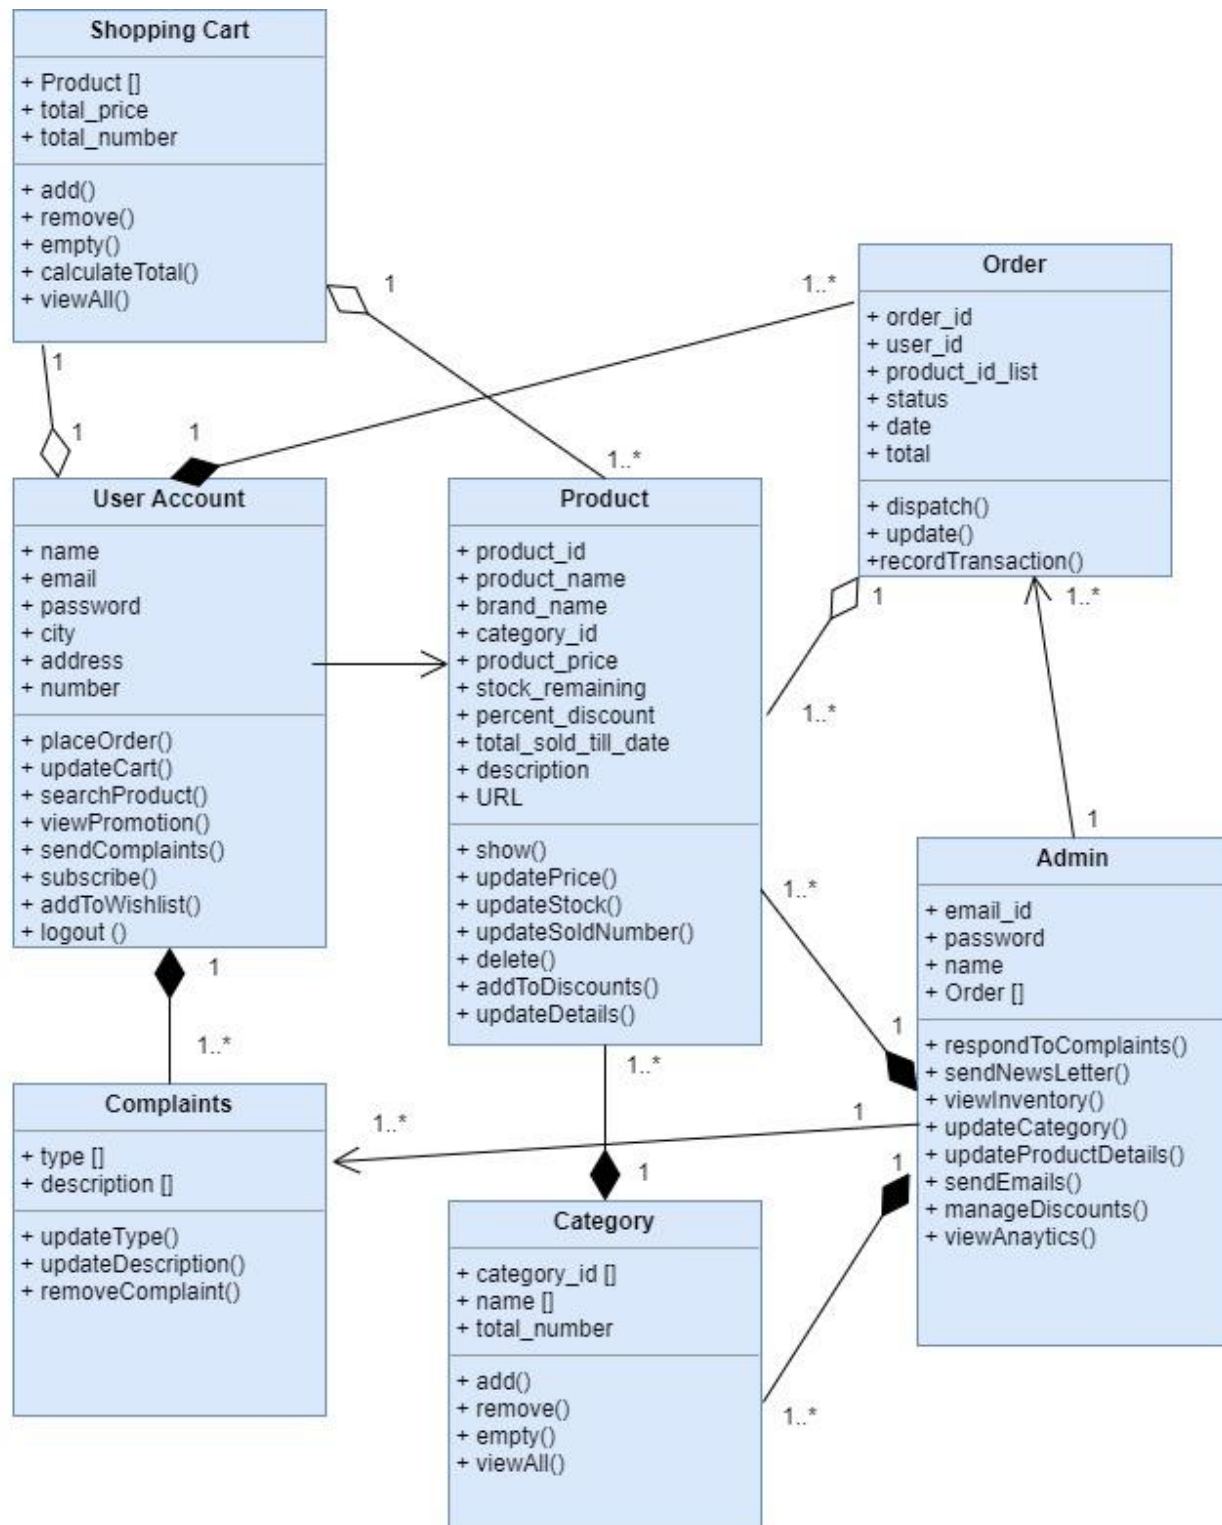 Shopping Cart
+ Product []
+ total_price
+ total_number
+ add()
+ remove()
+ empty()
+ calculateTotal()
+ viewAll()
1
1..*
1
1
1
1..*
Order
+ order_id
+ user_id
+ product_id_list
+ status
+ date
+ total
+ dispatch()
+ update()
+recordTransaction()
User Account
+ name
+ email
+ password
+ city
+ address
+ number
+ placeOrder()
+ updateCart()
+ searchProduct()
+ viewPromotion()
+ sendComplaints()
+ subscribe()
+ addToWishlist()
+ logout ()
Product
+ product_id
+ product_name
+ brand_name
+ category_id
+ product_price
+ stock_remaining
+ percent_discount
+ total_sold_till_date
+ description
+ URL
+ show()
+ updatePrice()
+ updateStock()
+ updateSoldNumber()
+ delete()
+ addToDiscounts()
+ updateDetails()
1
1..*
1..*
1
Admin
+ email_id
+ password
+ name
+ Order []
+ respondToComplaints()
+ sendNewsLetter()
+ viewInventory()
+ updateCategory()
+ updateProductDetails()
+ sendEmails()
+ manageDiscounts()
+ viewAnaytics()
1..*
1
1
1..*
1..*
1
1..*
1
1
1..*
Complaints
+ type []
+ description []
+ updateType()
+ updateDescription()
+ removeComplaint()
Category
+ category_id []
+ name []
+ total_number
+ add()
+ remove()
+ empty()
+ viewAll()